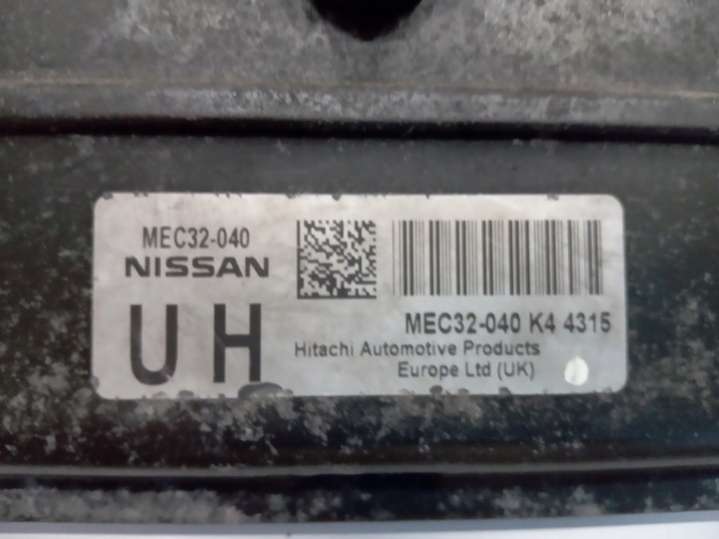 MEC32-040
NISSAN
UH
MEC32-040 K4 4315
Hitachi Automotive Products
Europe Ltd (UK)